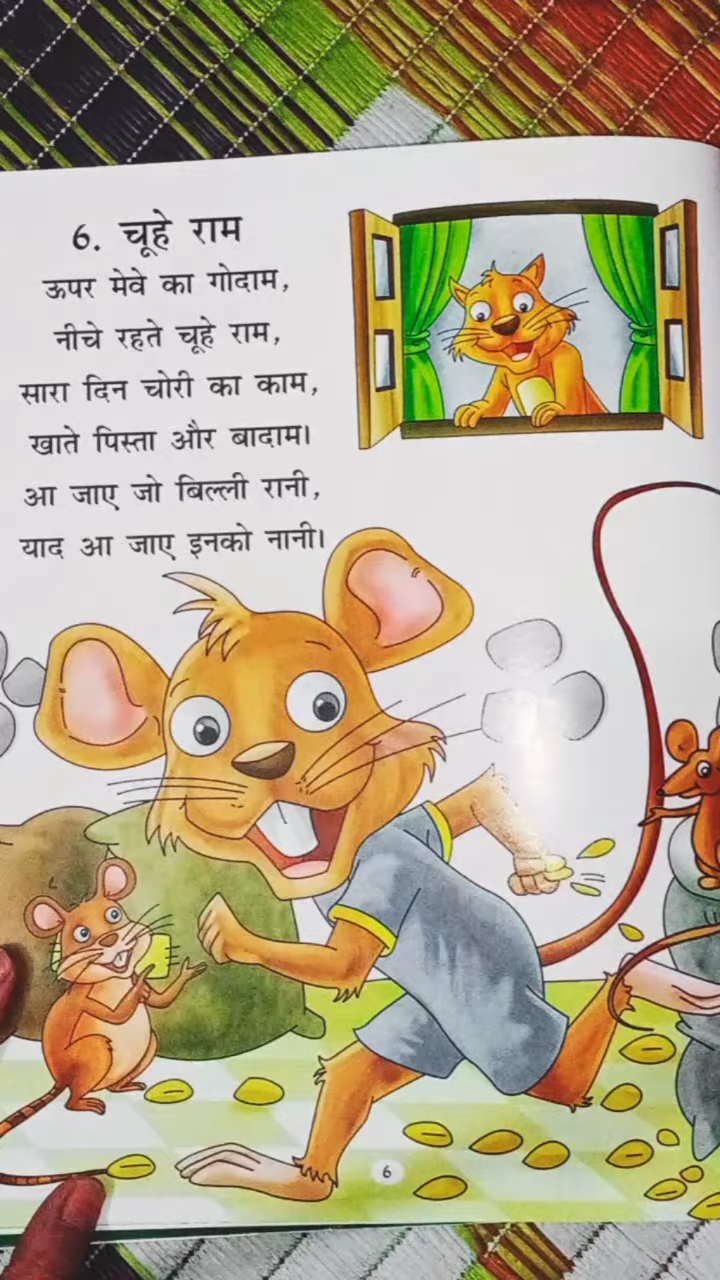 6. चूहे राम
ऊपर मेवे का गोदाम,
नीचे रहते चूहे राम,
सारा दिन चोरी का काम,
खाते पिस्ता और बादाम।
आ जाए जो बिल्ली रानी,
याद आ जाए इनको नानी।
6